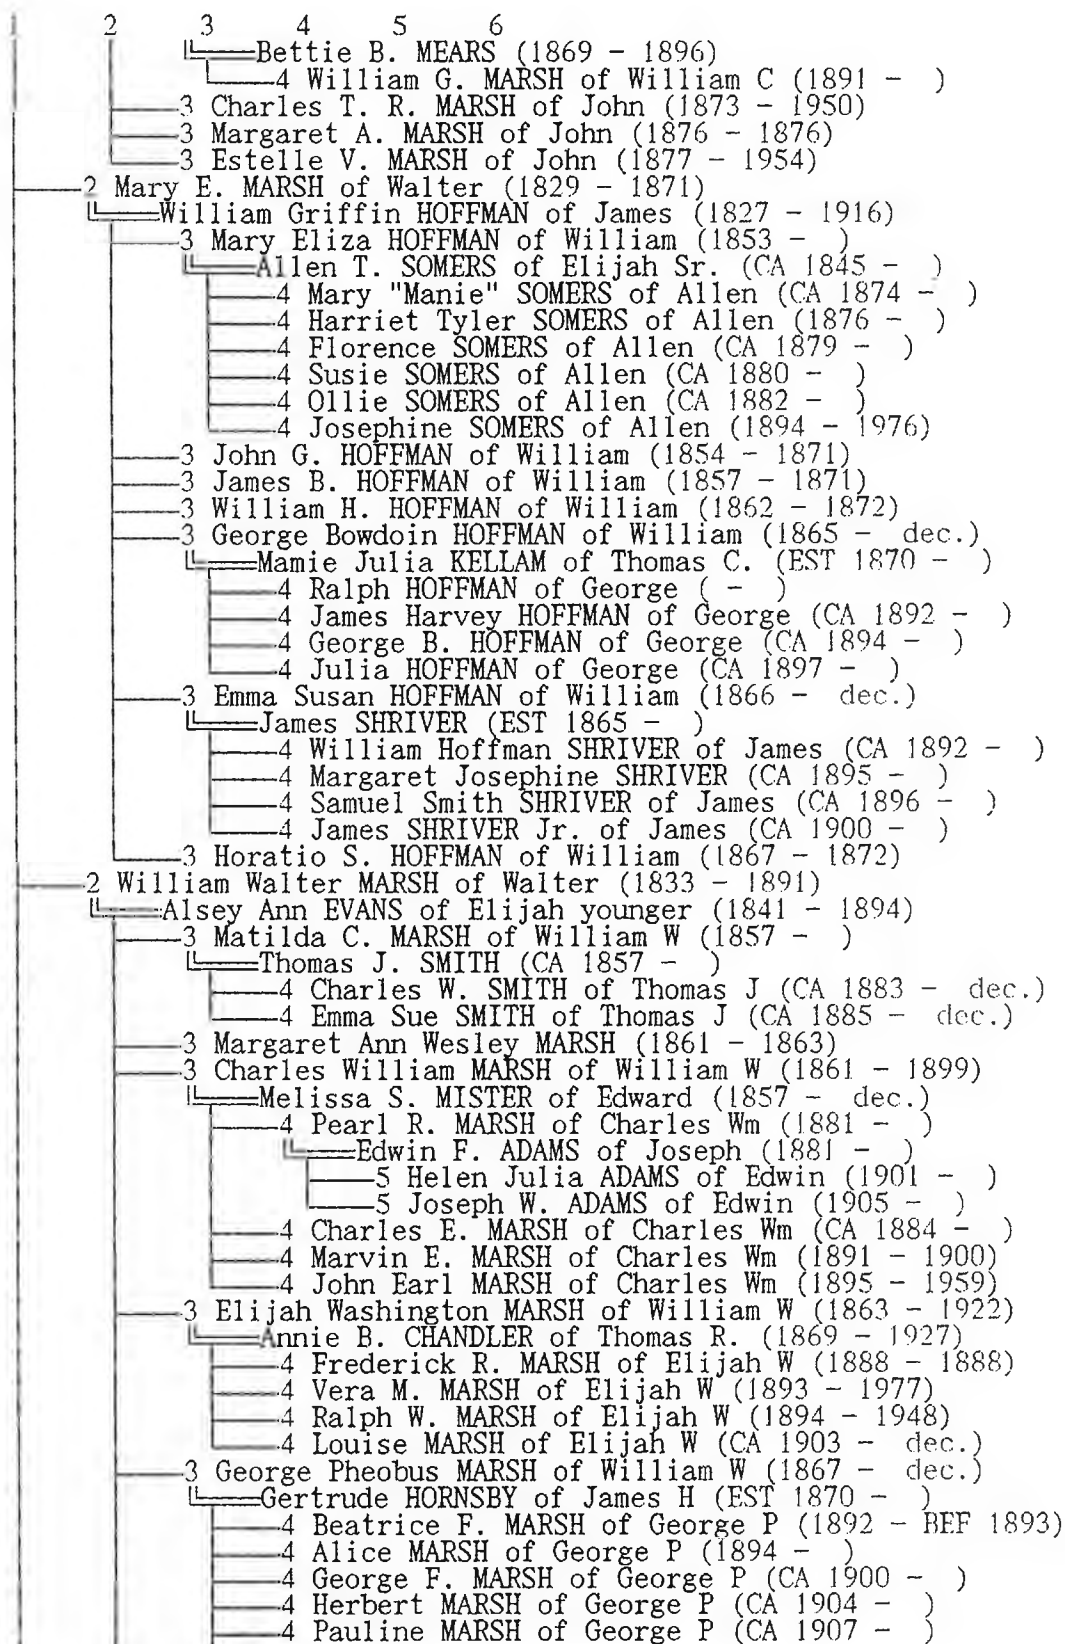 1 2 3 4 5 6
Bettie B. MEARS (1869 - 1896)
4 William G. MARSH of William C (1891 - )
3 Charles T. R. MARSH of John (1873 - 1950)
3 Margaret A. MARSH of John (1876 - 1876)
3 Estelle V. MARSH of John (1877 - 1954)
2 Mary E. MARSH of Walter (1829 - 1871)
William Griffin HOFFMAN of James (1827 - 1916)
3 Mary Eliza HOFFMAN of William (1853 - )
Allen T. SOMERS of Elijah Sr. (CA 1845 - )
4 Mary "Manie" SOMERS of Allen (CA 1874 - )
4 Harriet Tyler SOMERS of Allen (1876 - )
4 Florence SOMERS of Allen (CA 1879 - )
4 Susie SOMERS of Allen (CA 1880 - )
4 Ollie SOMERS of Allen (CA 1882 - )
4 Josephine SOMERS of Allen (1894 - 1976)
3 John G. HOFFMAN of William (1854 - 1871)
3 James B. HOFFMAN of William (1857 - 1871)
3 William H. HOFFMAN of William (1862 - 1872)
3 George Bowdoin HOFFMAN of William (1865 - dec.)
Mamie Julia KELLAM of Thomas C. (EST 1870 - )
4 Ralph HOFFMAN of George ( - )
4 James Harvey HOFFMAN of George (CA 1892 - )
4 George B. HOFFMAN of George (CA 1894 - )
4 Julia HOFFMAN of George (CA 1897 - )
3 Emma Susan HOFFMAN of William (1866 - dec.)
James SHRIVER (EST 1865 - )
4 William Hoffman SHRIVER of James (CA 1892 - )
4 Margaret Josephine SHRIVER (CA 1895 - )
4 Samuel Smith SHRIVER of James (CA 1896 - )
4 James SHRIVER Jr. of James (CA 1900 - )
3 Horatio S. HOFFMAN of William (1867 - 1872)
2 William Walter MARSH of Walter (1833 - 1891)
Alsey Ann EVANS of Elijah younger (1841 - 1894)
3 Matilda C. MARSH of William W (1857 - )
Thomas J. SMITH (CA 1857 - )
4 Charles W. SMITH of Thomas J (CA 1883 - dec.)
4 Emma Sue SMITH of Thomas J (CA 1885 - dec.)
3 Margaret Ann Wesley MARSH (1861 - 1863)
3 Charles William MARSH of William W (1861 - 1899)
Melissa S. MISTER of Edward (1857 - dec.)
4 Pearl R. MARSH of Charles Wm (1881 - )
Edwin F. ADAMS of Joseph (1881 - )
5 Helen Julia ADAMS of Edwin (1901 - )
5 Joseph W. ADAMS of Edwin (1905 - )
4 Charles E. MARSH of Charles Wm (CA 1884 - )
4 Marvin E. MARSH of Charles Wm (1891 - 1900)
4 John Earl MARSH of Charles Wm (1895 - 1959)
3 Elijah Washington MARSH of William W (1863 - 1922)
Annie B. CHANDLER of Thomas R. (1869 - 1927)
4 Frederick R. MARSH of Elijah W (1888 - 1888)
4 Vera M. MARSH of Elijah W (1893 - 1977)
4 Ralph W. MARSH of Elijah W (1894 - 1948)
4 Louise MARSH of Elijah W (CA 1903 - dec.)
3 George Pheobus MARSH of William W (1867 - dec.)
Gertrude HORNSBY of James H (EST 1870 - )
4 Beatrice F. MARSH of George P (1892 - BEF 1893)
4 Alice MARSH of George P (1894 - )
4 George F. MARSH of George P (CA 1900 - )
4 Herbert MARSH of George P (CA 1904 - )
4 Pauline MARSH of George P (CA 1907 - )